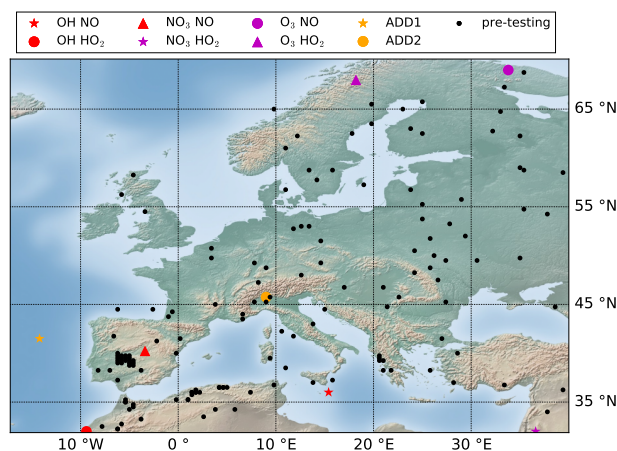 OH NO NO₃ NO O₃ NO ADD1 pre-testing
OH HO₂ NO₃ HO₂ O₃ HO₂ ADD2
65 °N
55 °N
45 °N
35 °N
10 °W 0 ° 10 °E 20 °E 30 °E